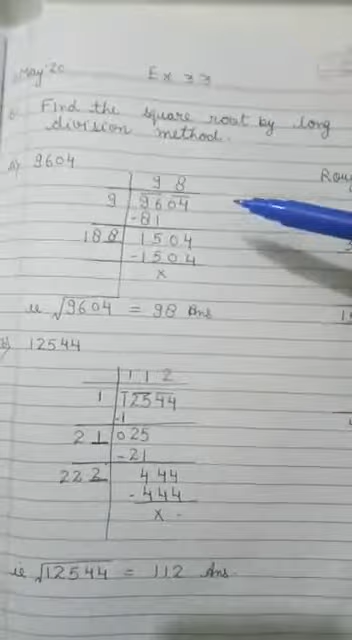 May'20
Ex 33
Find the square root by long
division method.
a) 9604
9 8
9 9604
-81
188 1504
-1504
x
ie √9604 = 98 Ans
b) 12544
1 1 2
1 12544
-1
21 025
-21
222 444
-444
x
ie √12544 = 112 Ans